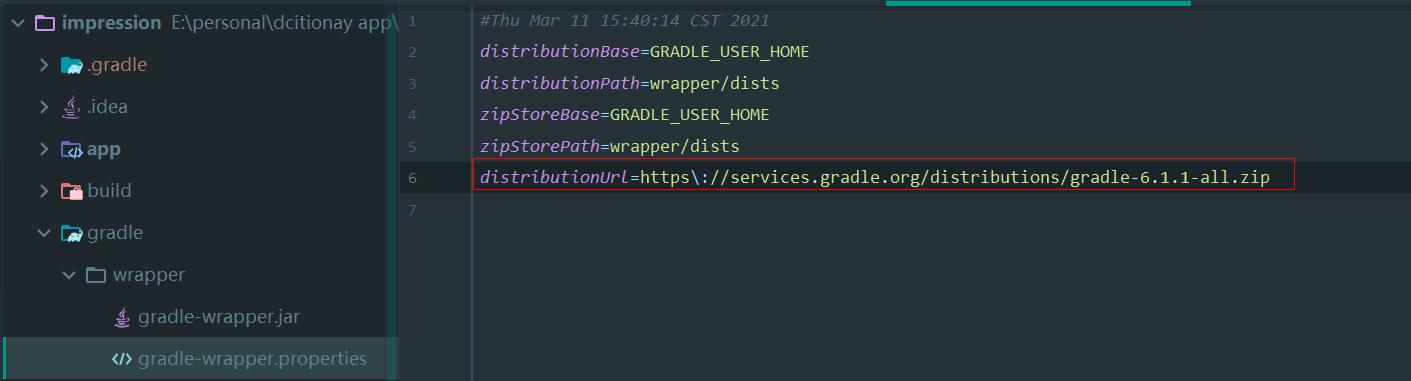 impression E:\personal\dcitionay app\
.gradle
.idea
app
build
gradle
wrapper
gradle-wrapper.jar
gradle-wrapper.properties
1 #Thu Mar 11 15:40:14 CST 2021
2 distributionBase=GRADLE_USER_HOME
3 distributionPath=wrapper/dists
4 zipStoreBase=GRADLE_USER_HOME
5 zipStorePath=wrapper/dists
6 distributionUrl=https\://services.gradle.org/distributions/gradle-6.1.1-all.zip
7